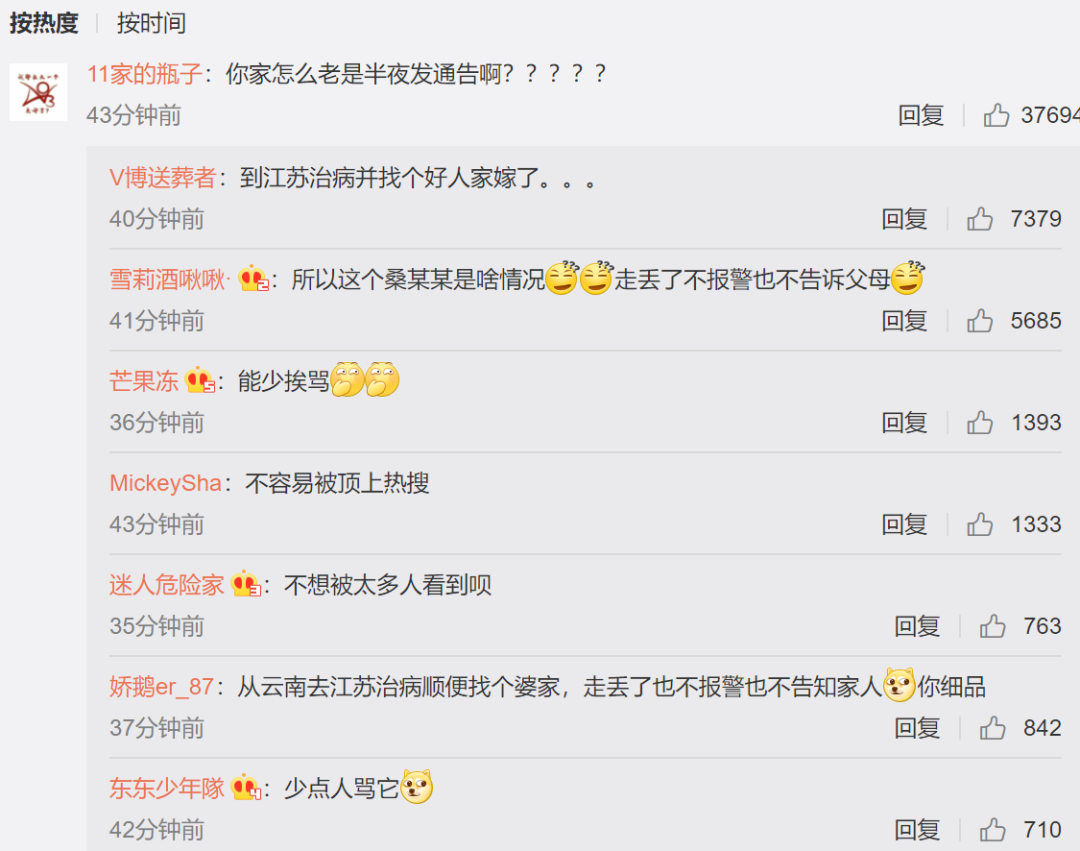 按热度 按时间
11家的瓶子：你家怎么老是半夜发通告啊？？？？？
43分钟前 回复 37694
V博送葬者：到江苏治病并找个好人家嫁了。。。
40分钟前 回复 7379
雪莉酒啾啾· 2：所以这个桑某某是啥情况走丢了不报警也不告诉父母
41分钟前 回复 5685
芒果冻 5：能少挨骂
36分钟前 回复 1393
MickeySha：不容易被顶上热搜
43分钟前 回复 1333
迷人危险家 3：不想被太多人看到呗
35分钟前 回复 763
娇鹅er_87：从云南去江苏治病顺便找个婆家，走丢了也不报警也不告知家人你细品
37分钟前 回复 842
东东少年隊 4：少点人骂它
42分钟前 回复 710